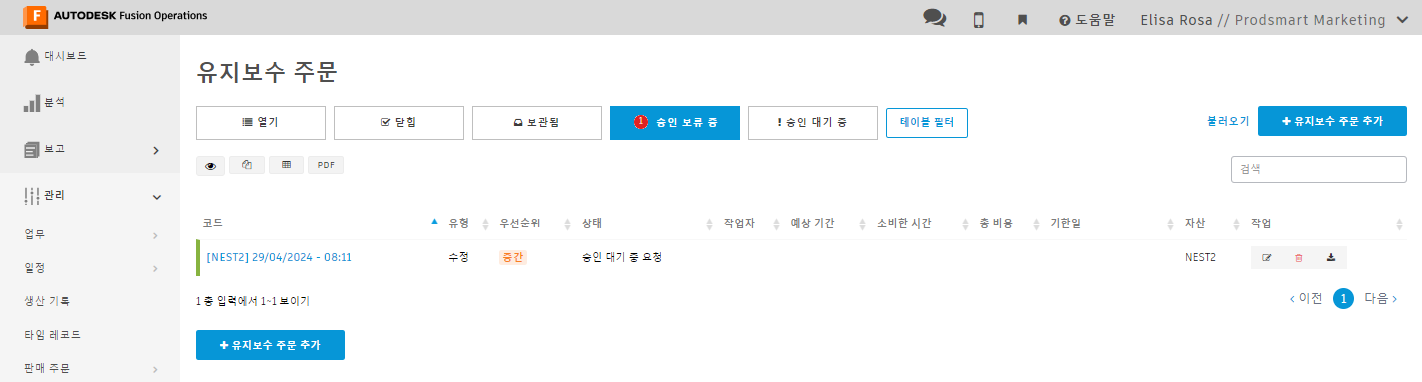 F AUTODESK Fusion Operations
도움말 Elisa Rosa // Prodsmart Marketing
대시보드
분석
보고
관리
업무
일정
생산 기록
타임 레코드
판매 주문
유지보수 주문
열기 닫힘 보관됨 1 승인 보류 중 ! 승인 대기 중 테이블 필터 불러오기 + 유지보수 주문 추가
PDF 검색
코드 유형 우선순위 상태 작업자 예상 기간 소비한 시간 총 비용 기한일 자산 작업
[NEST2] 29/04/2024 - 08:11 수정 중간 승인 대기 중 요청 NEST2
1 총 입력에서 1~1 보이기 ‹ 이전 1 다음 ›
+ 유지보수 주문 추가